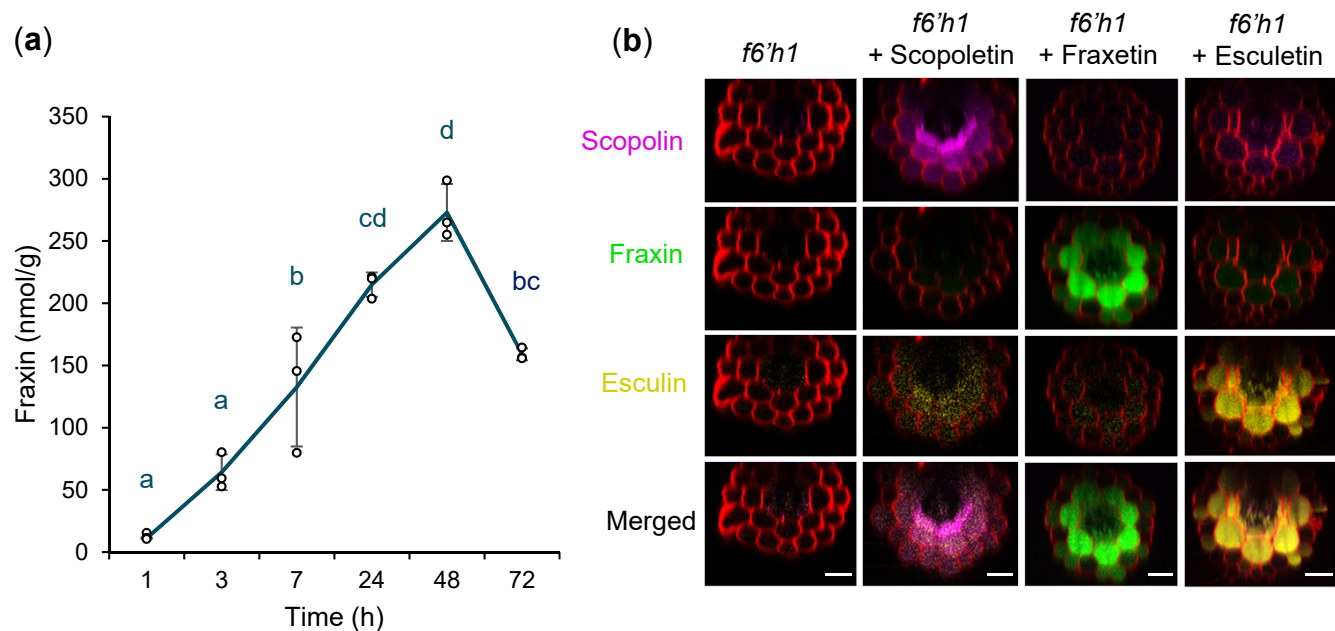 (a)
350
300
250
200
150
100
50
0
Fraxin (nmol/g)
a
a
b
cd
d
bc
1 3 7 24 48 72
Time (h)
(b)
f6'h1
f6'h1
+ Scopoletin
f6'h1
+ Fraxetin
f6'h1
+ Esculetin
Scopolin
Fraxin
Esculin
Merged